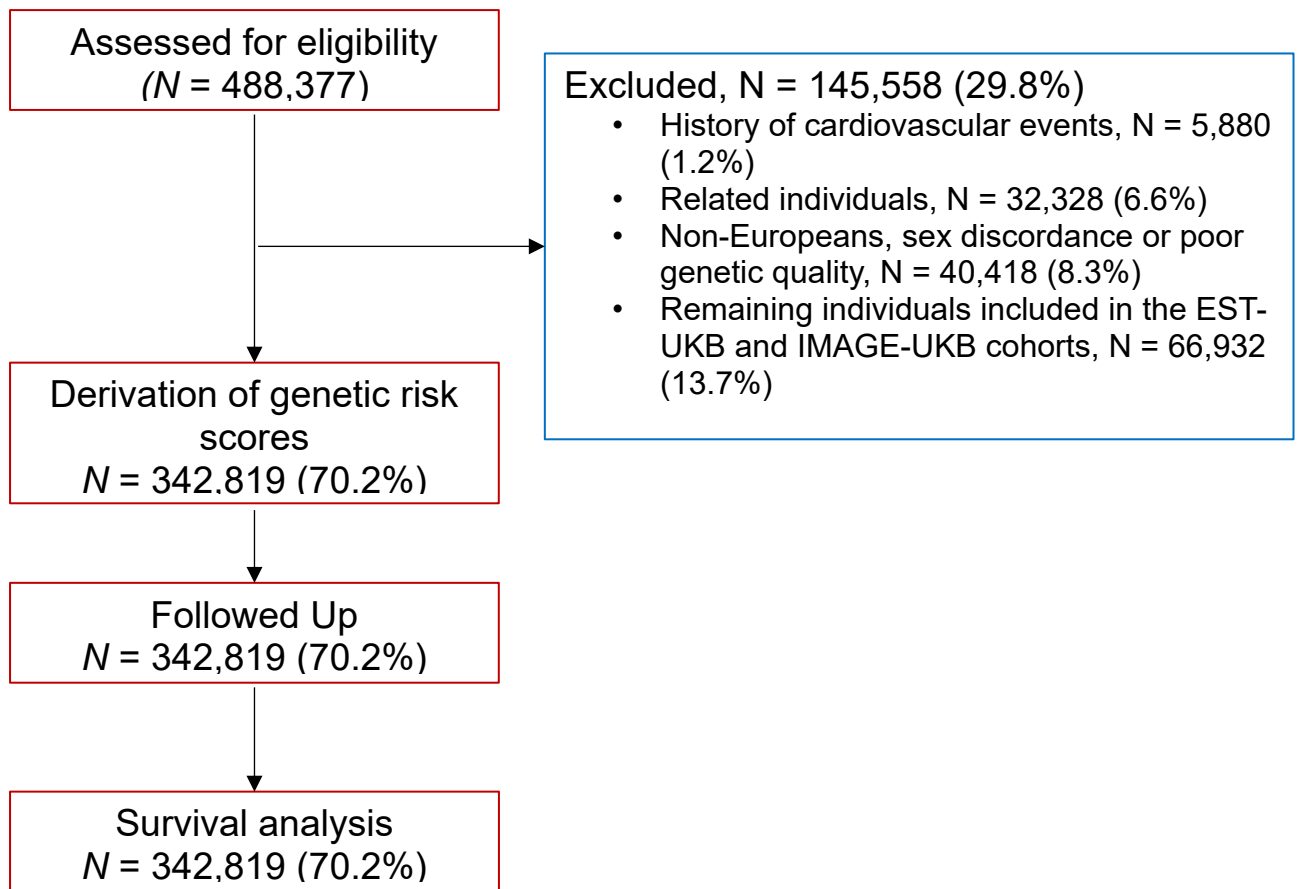 Assessed for eligibility
(N = 488,377)
Excluded, N = 145,558 (29.8%)
• History of cardiovascular events, N = 5,880
(1.2%)
• Related individuals, N = 32,328 (6.6%)
• Non-Europeans, sex discordance or poor
genetic quality, N = 40,418 (8.3%)
• Remaining individuals included in the EST-
UKB and IMAGE-UKB cohorts, N = 66,932
(13.7%)
Derivation of genetic risk
scores
N = 342,819 (70.2%)
Followed Up
N = 342,819 (70.2%)
Survival analysis
N = 342,819 (70.2%)